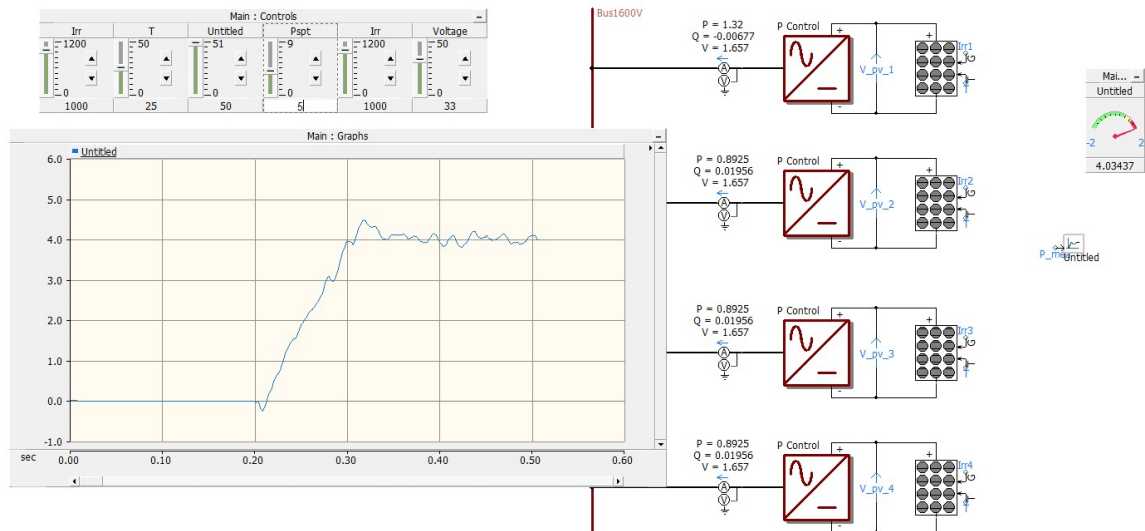 Main : Controls
Irr T Untitled Pspt Irr Voltage
1200 50 51 9 1200 50
0 0 0 0 0 0
1000 25 50 5 1000 33
Main : Graphs
Untitled
6.0
5.0
4.0
3.0
2.0
1.0
0.0
-1.0
sec 0.00 0.10 0.20 0.30 0.40 0.50 0.60
Bus1600V
P = 1.32
Q = -0.00677
V = 1.657
A
V
P Control
+
-
V_pv_1
+
Irr1
G
T
P = 0.8925
Q = 0.01956
V = 1.657
A
V
P Control
+
-
V_pv_2
+
Irr2
G
T
P = 0.8925
Q = 0.01956
V = 1.657
A
V
P Control
+
-
V_pv_3
+
Irr3
G
T
P = 0.8925
Q = 0.01956
V = 1.657
A
V
P Control
+
-
V_pv_4
+
Irr4
G
T
Mai...
Untitled
-2 2
4.03437
Untitled